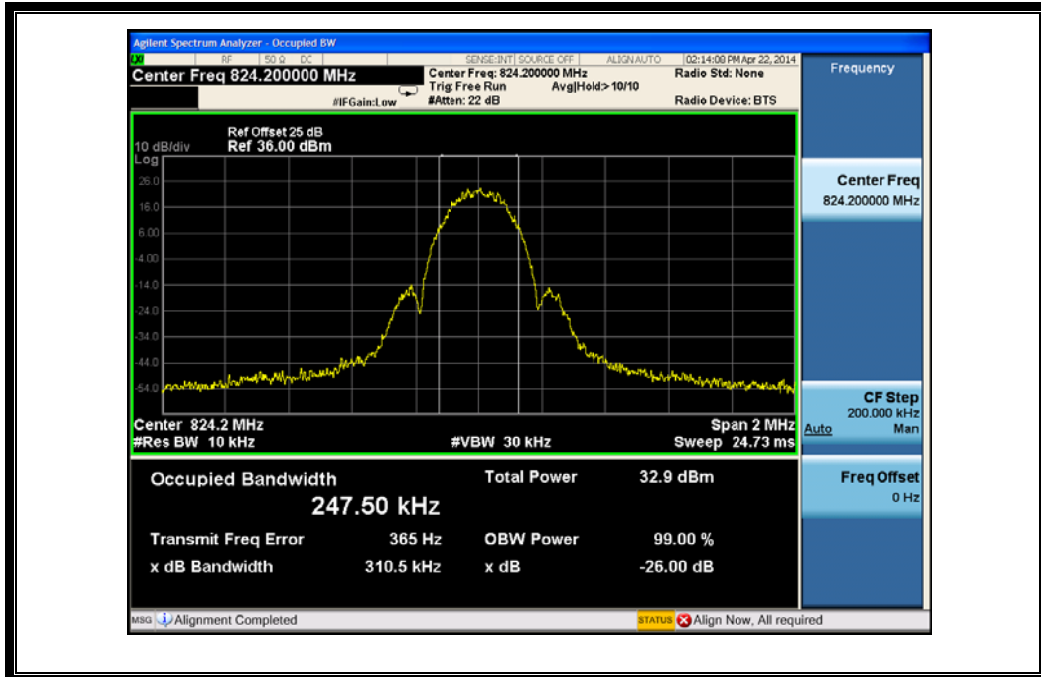 Agilent Spectrum Analyzer - Occupied BW
LXI RF 50 Ω DC SENSE:INT SOURCE OFF ALIGNAUTO 02:14:08 PM Apr 22, 2014
Center Freq 824.200000 MHz
Center Freq: 824.200000 MHz
Radio Std: None
Trig Free Run
Avg|Hold:> 10/10
#IFGain:Low
#Atten: 22 dB
Radio Device: BTS
Ref Offset 25 dB
10 dB/div Ref 36.00 dBm
Log
26.0
16.0
6.00
-4.00
-14.0
-24.0
-34.0
-44.0
-54.0
Center 824.2 MHz
Span 2 MHz
#Res BW 10 kHz
#VBW 30 kHz
Sweep 24.73 ms
Occupied Bandwidth
247.50 kHz
Total Power 32.9 dBm
Transmit Freq Error 365 Hz
OBW Power 99.00 %
x dB Bandwidth 310.5 kHz
x dB -26.00 dB
Frequency
Center Freq
824.200000 MHz
CF Step
200.000 kHz
Auto Man
Freq Offset
0 Hz
MSG Alignment Completed
STATUS Align Now, All required